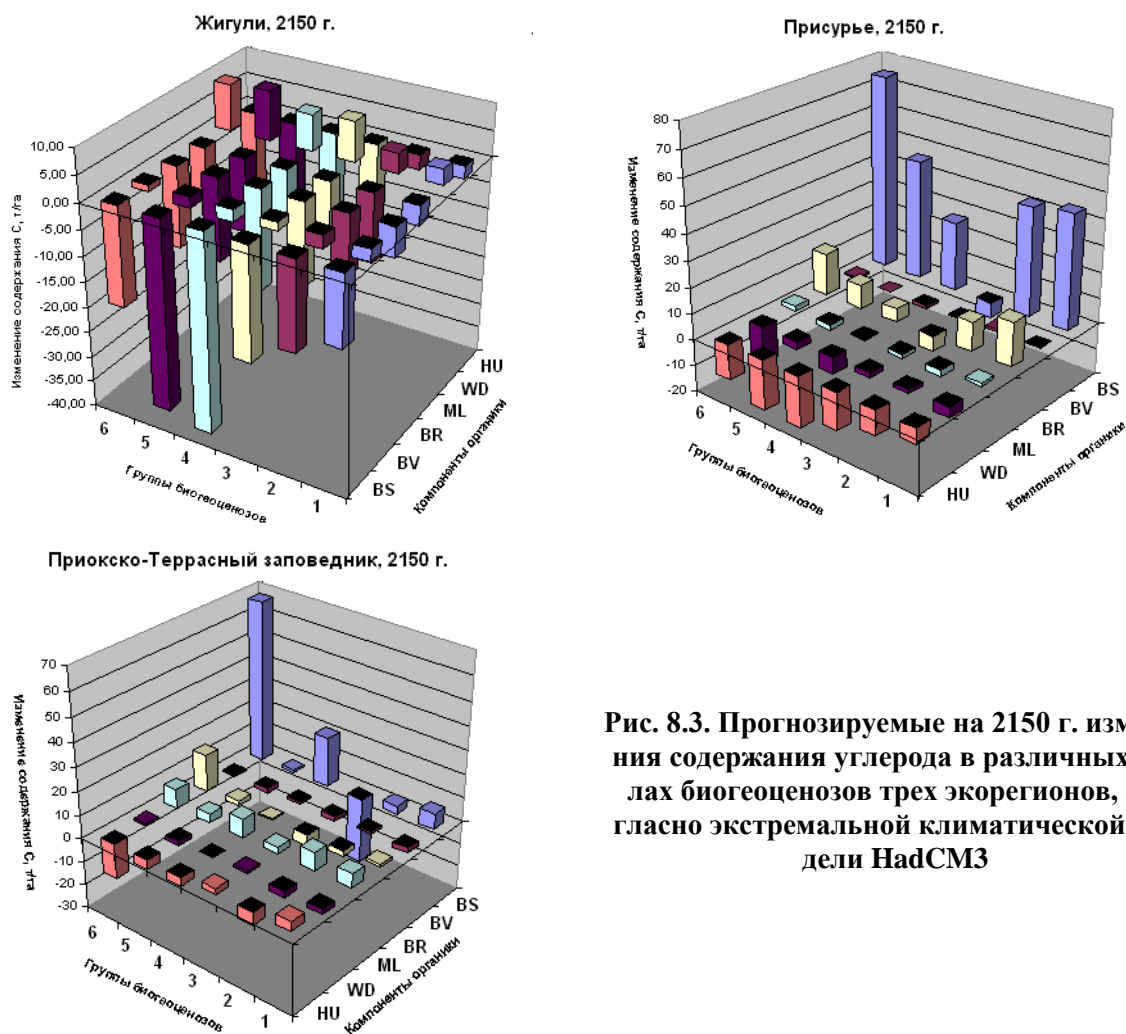 Жигули, 2150 г.
10,00
5,00
0,00
-5,00
-10,00
-15,00
-20,00
-25,00
-30,00
-35,00
-40,00
Изменение содержания С, т/га
6 5 4 3 2 1
Группы биогеоценозов
BS BV BR ML WD HU
Компоненты органики
Присурье, 2150 г.
80
70
60
50
40
30
20
10
0
-10
-20
Изменение содержания С, т/га
6 5 4 3 2 1
Группы биогеоценозов
HU WD ML BR BV BS
Компоненты органики
Приокско-Террасный заповедник, 2150 г.
70
60
50
40
30
20
10
0
-10
-20
-30
Изменение содержания С, т/га
6 5 4 3 2 1
Группы биогеоценозов
HU WD ML BR BV BS
Компоненты органики
Рис. 8.3. Прогнозируемые на 2150 г. изм
ния содержания углерода в различных
лах биогеоценозов трех экорегионов,
гласно экстремальной климатической
дели HadCM3